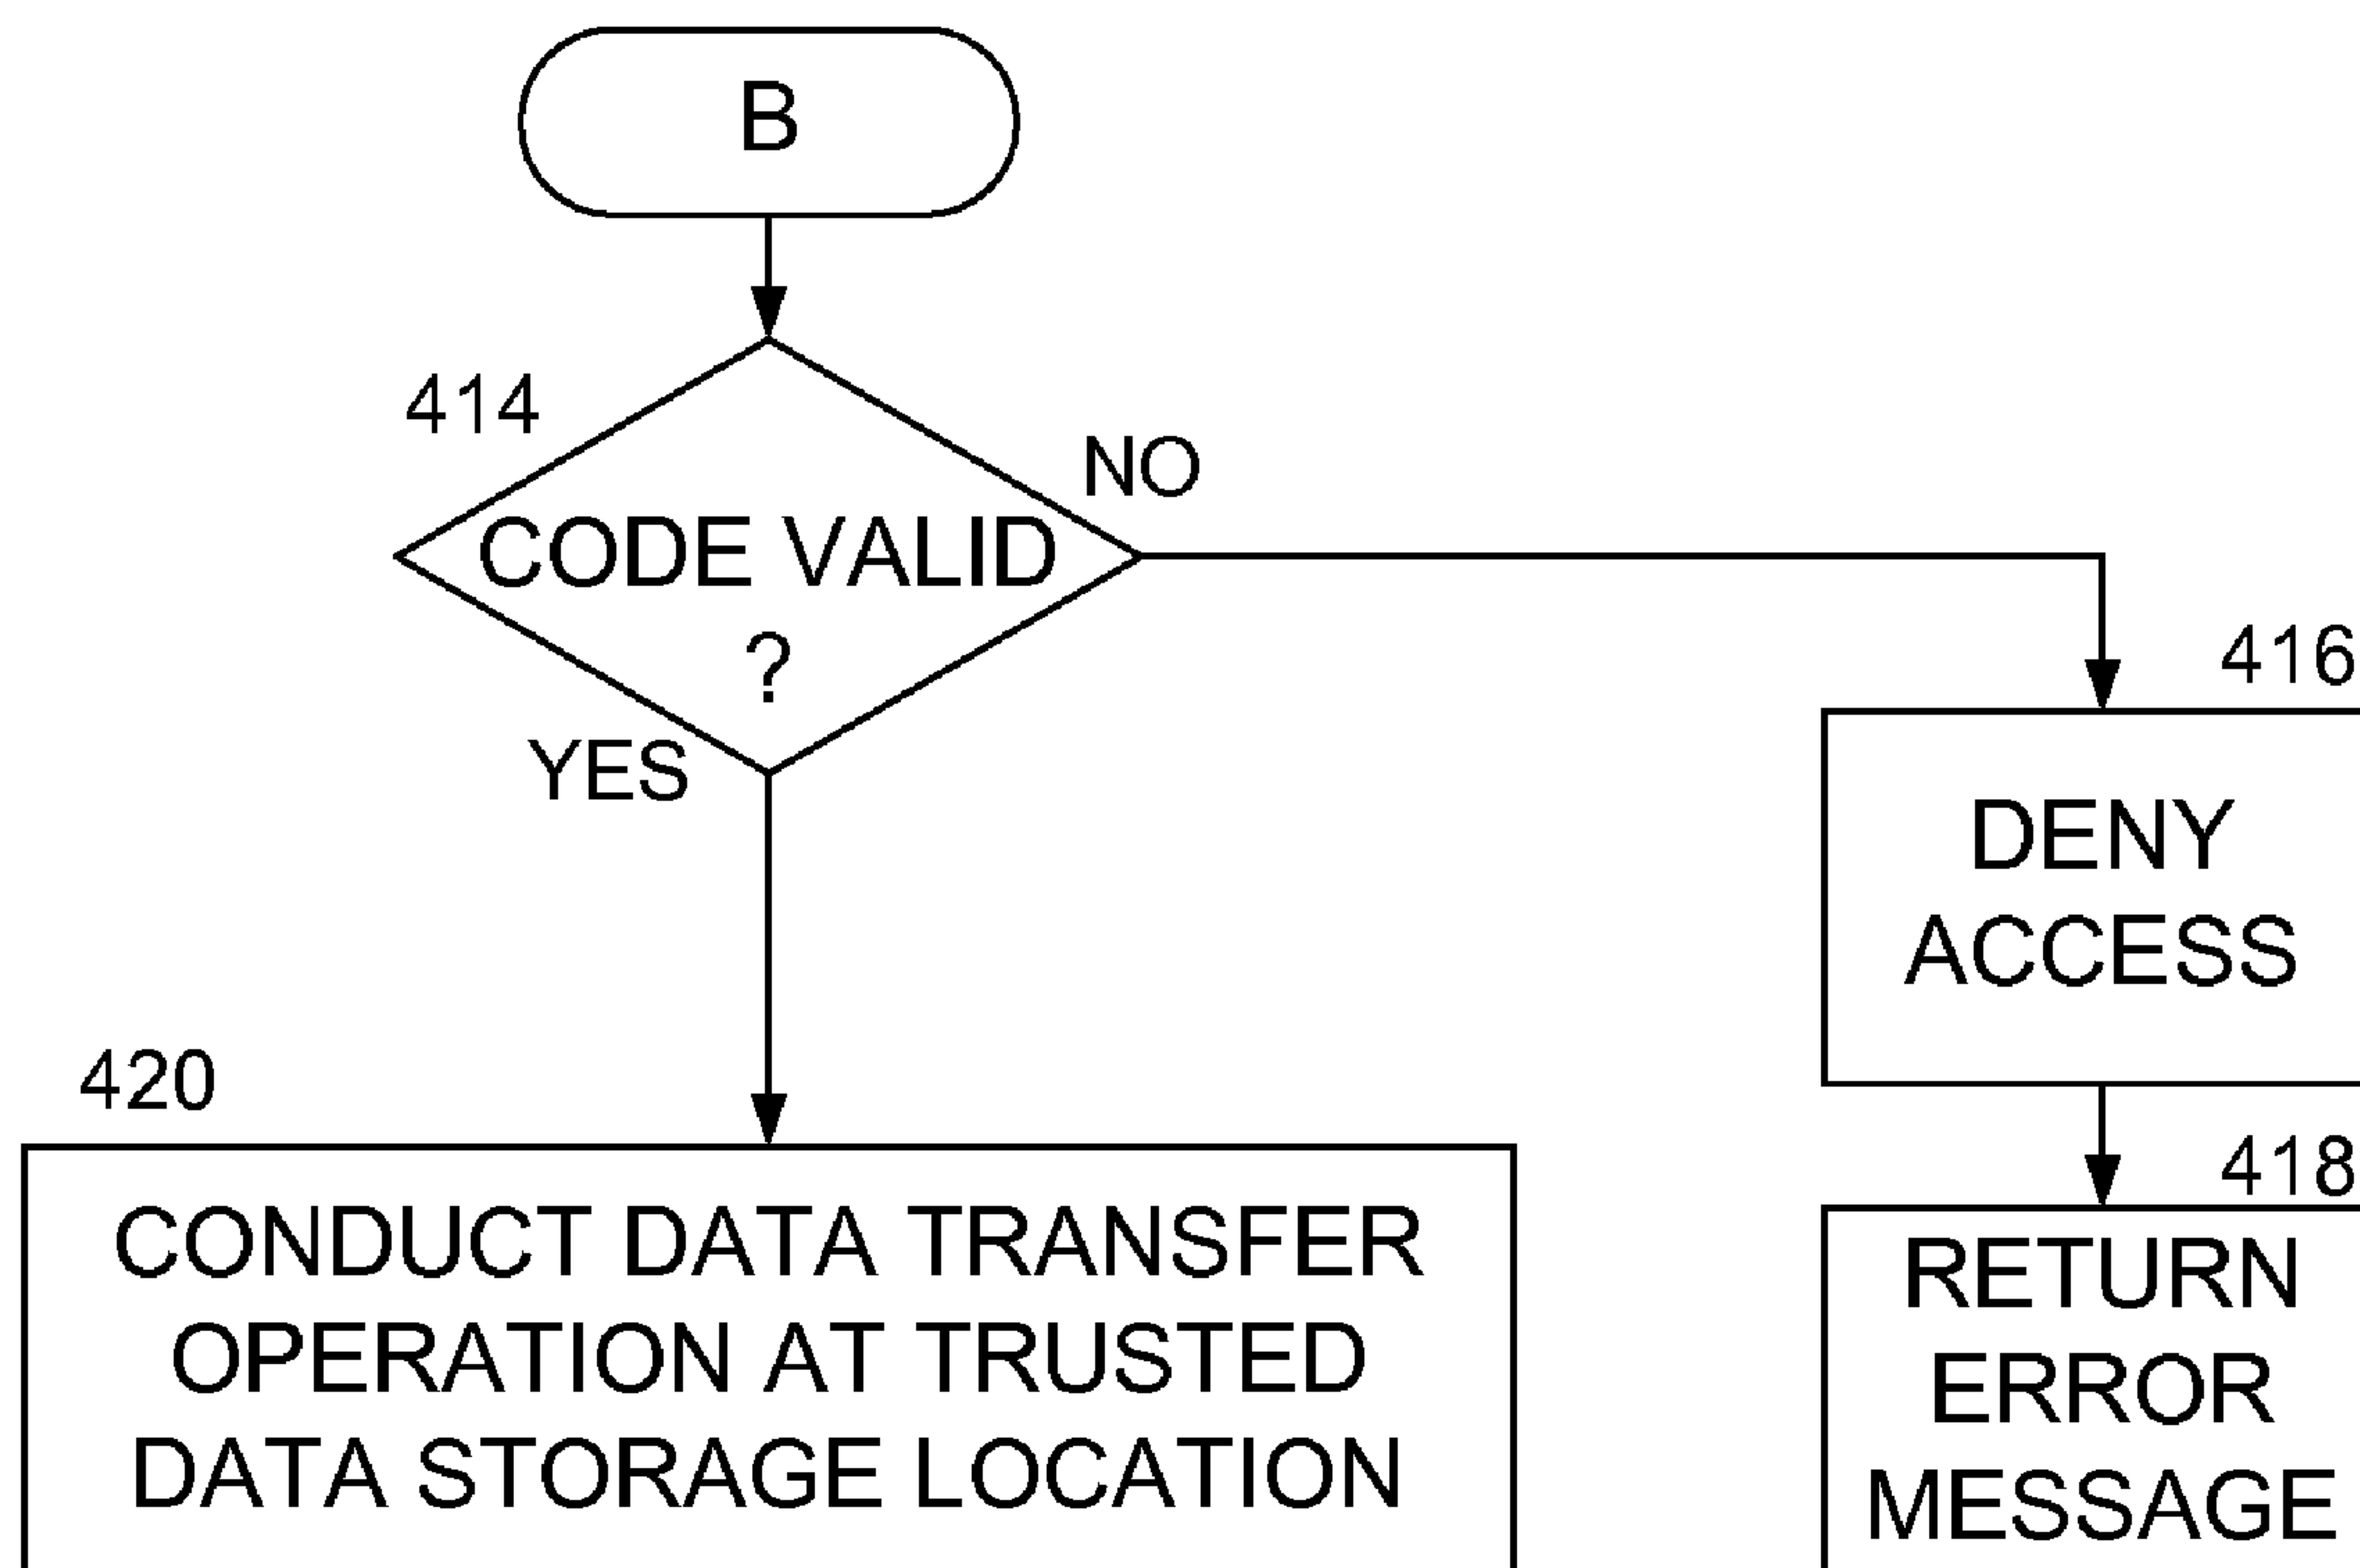 B
414
NO
CODE VALID
?
YES
416
DENY
ACCESS
420
CONDUCT DATA TRANSFER
OPERATION AT TRUSTED
DATA STORAGE LOCATION
418
RETURN
ERROR
MESSAGE